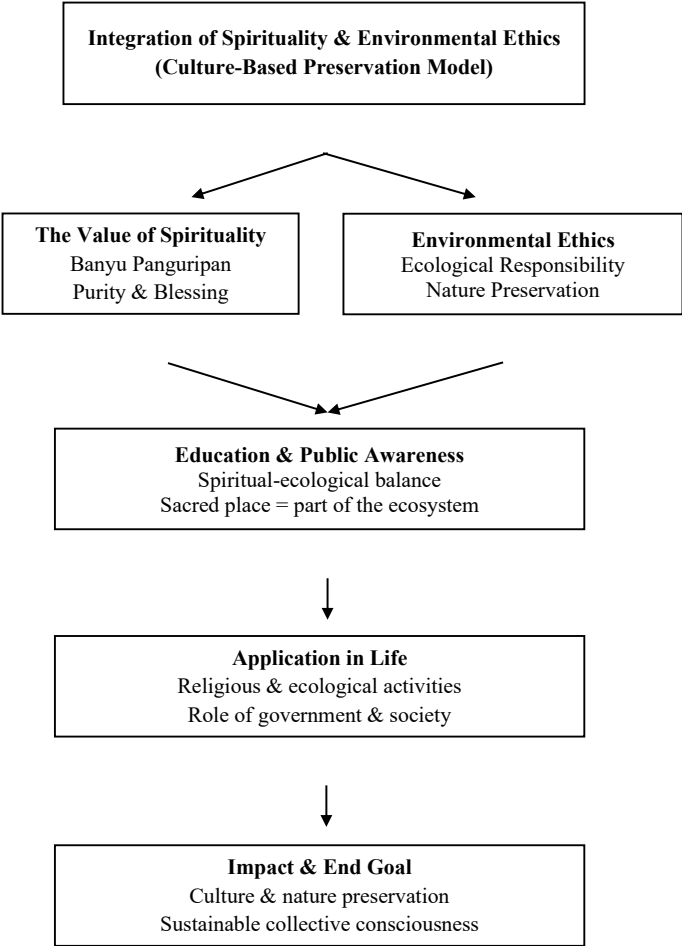 Integration of Spirituality & Environmental Ethics
(Culture-Based Preservation Model)
The Value of Spirituality
Banyu Panguripan
Purity & Blessing
Environmental Ethics
Ecological Responsibility
Nature Preservation
Education & Public Awareness
Spiritual-ecological balance
Sacred place = part of the ecosystem
Application in Life
Religious & ecological activities
Role of government & society
Impact & End Goal
Culture & nature preservation
Sustainable collective consciousness